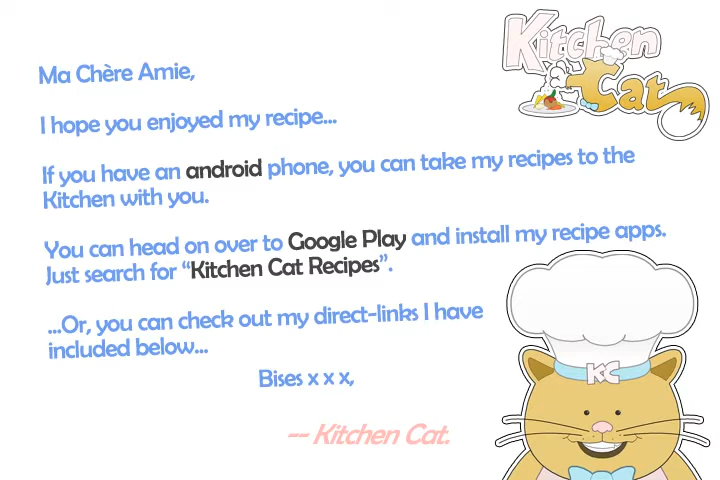 Kitchen
Cat
Ma Chère Amie,
I hope you enjoyed my recipe...
If you have an android phone, you can take my recipes to the
Kitchen with you.
You can head on over to Google Play and install my recipe apps.
Just search for “Kitchen Cat Recipes”.
...Or, you can check out my direct-links I have
included below...
Bises x x x,
-- Kitchen Cat.
KC